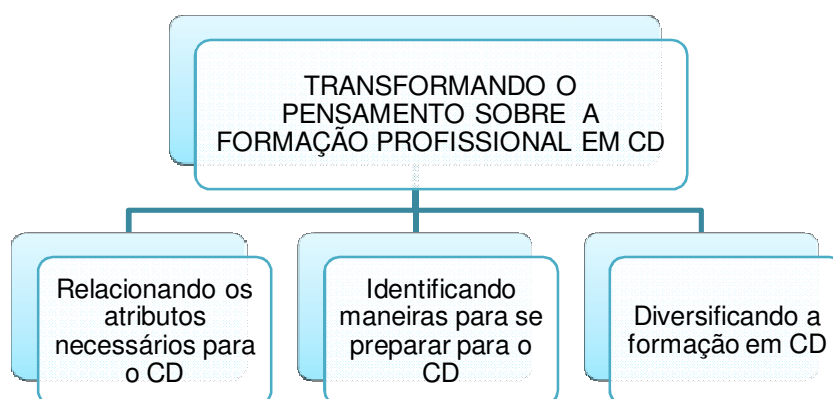 TRANSFORMANDO O
PENSAMENTO SOBRE A
FORMAÇÃO PROFISSIONAL EM CD
Relacionando os
atributos
necessários para
o CD
Identificando
maneiras para se
preparar para o
CD
Diversificando a
formação em CD